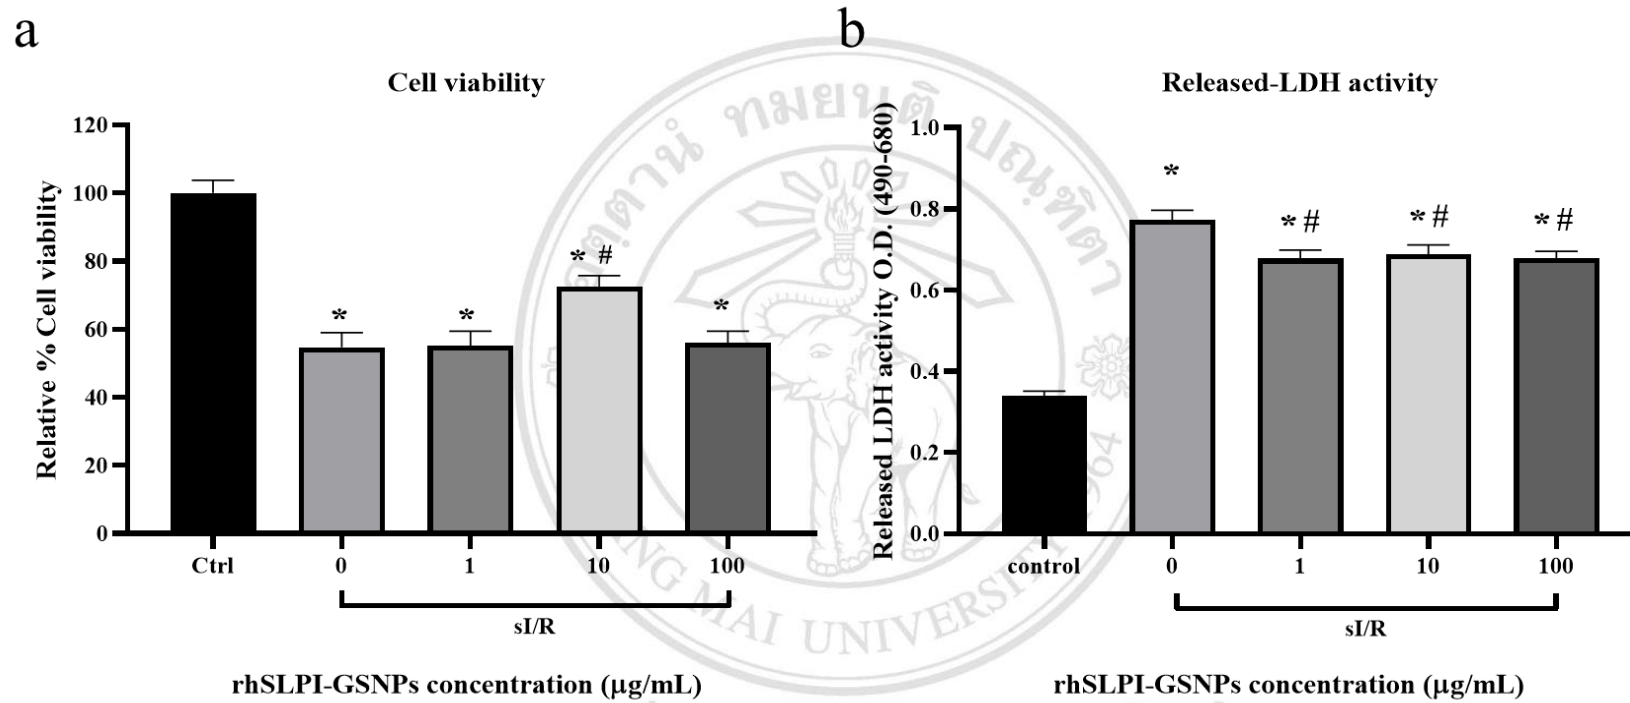 a
Cell viability
Relative % Cell viability
120
100
80
60
40
20
0
*
*
* #
*
Ctrl
0
1
10
100
sI/R
rhSLPI-GSNPs concentration (µg/mL)
b
Released-LDH activity
Released LDH activity O.D. (490-680)
1.0
0.8
0.6
0.4
0.2
0.0
*
* #
* #
* #
control
0
1
10
100
sI/R
rhSLPI-GSNPs concentration (µg/mL)
UNIVERSITY
MAI
964